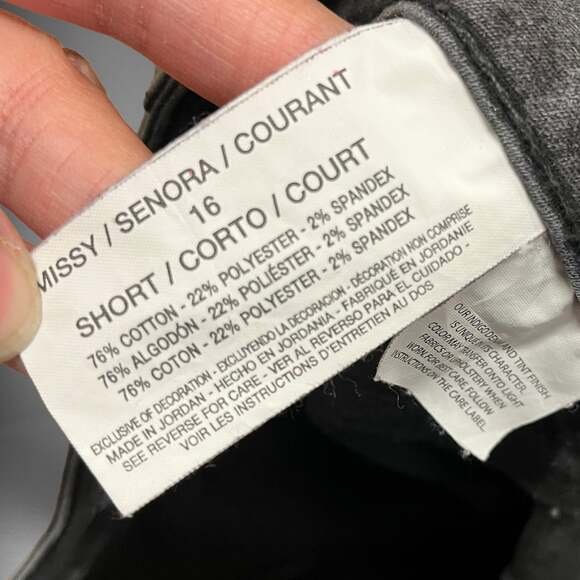 MISSY / SENORA / COURANT
16
SHORT / CORTO / COURT
76% COTTON - 22% POLYESTER - 2% SPANDEX
76% ALGODÓN - 22% POLIÉSTER - 2% SPANDEX
76% COTON - 22% POLYESTER - 2% SPANDEX
EXCLUSIVE OF DECORATION - EXCLUYENDO LA DECORACION - DÉCORATION NON COMPRISE
MADE IN JORDAN - HECHO EN JORDANIA - FABRIQUÉ EN JORDANIE
SEE REVERSE FOR CARE - VER AL REVERSO PARA EL CUIDADO -
VOIR LES INSTRUCTIONS D'ENTRETIEN AU DOS
OUR INDIGO DYE AND TINT FINISH
IS UNIQUE IN CHARACTER.
COLOR MAY TRANSFER ONTO LIGHT
FABRICS OR UPHOLSTERY WHEN
WORN. FOR BEST CARE, FOLLOW
INSTRUCTIONS ON THE CARE LABEL.